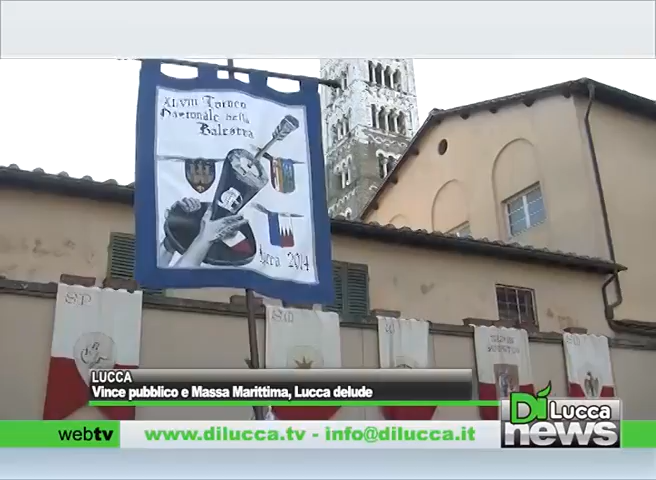 XLVIII Torneo
Nazionale della
Balestra
Lucca 2014
LUCCA
Vince pubblico e Massa Marittima, Lucca delude
webtv
www.dilucca.tv - info@dilucca.it
Di Lucca
news